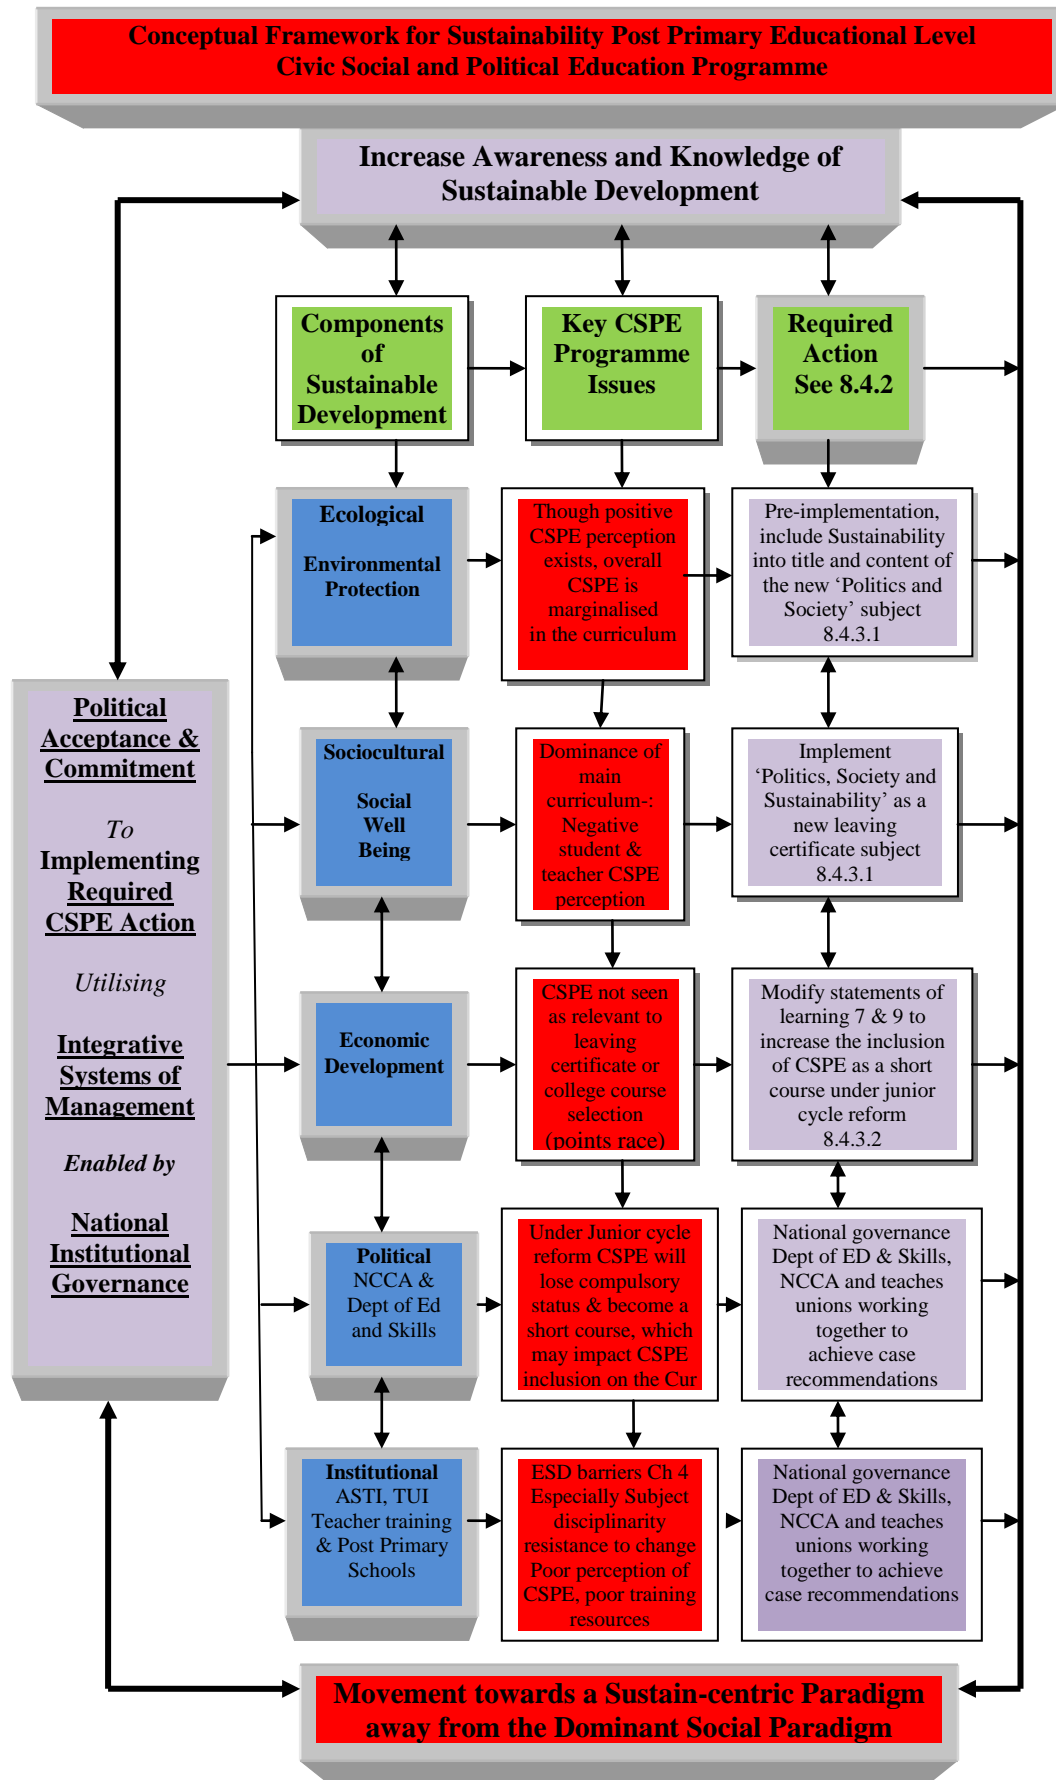 Conceptual Framework for Sustainability Post Primary Educational Level
Civic Social and Political Education Programme
Increase Awareness and Knowledge of
Sustainable Development
Components
of
Sustainable
Development
Key CSPE
Programme
Issues
Required
Action
See 8.4.2
Political
Acceptance &
Commitment
To
Implementing
Required
CSPE Action
Utilising
Integrative
Systems of
Management
Enabled by
National
Institutional
Governance
Ecological
Environmental
Protection
Though positive
CSPE perception
exists, overall
CSPE is
marginalised
in the curriculum
Pre-implementation,
include Sustainability
into title and content of
the new ‘Politics and
Society’ subject
8.4.3.1
Sociocultural
Social
Well
Being
Dominance of
main
curriculum-:
Negative
student &
teacher CSPE
perception
Implement
‘Politics, Society and
Sustainability’ as a
new leaving
certificate subject
8.4.3.1
Economic
Development
CSPE not seen
as relevant to
leaving
certificate or
college course
selection
(points race)
Modify statements of
learning 7 & 9 to
increase the inclusion
of CSPE as a short
course under junior
cycle reform
8.4.3.2
Political
NCCA &
Dept of Ed
and Skills
Under Junior cycle
reform CSPE will
lose compulsory
status & become a
short course, which
may impact CSPE
inclusion on the Cur
National governance
Dept of ED & Skills,
NCCA and teaches
unions working
together to
achieve case
recommendations
Institutional
ASTI, TUI
Teacher training
& Post Primary
Schools
ESD barriers Ch 4
Especially Subject
disciplinarity
resistance to change
Poor perception of
CSPE, poor training
resources
National governance
Dept of ED & Skills,
NCCA and teaches
unions working
together to achieve
case recommendations
Movement towards a Sustain-centric Paradigm
away from the Dominant Social Paradigm